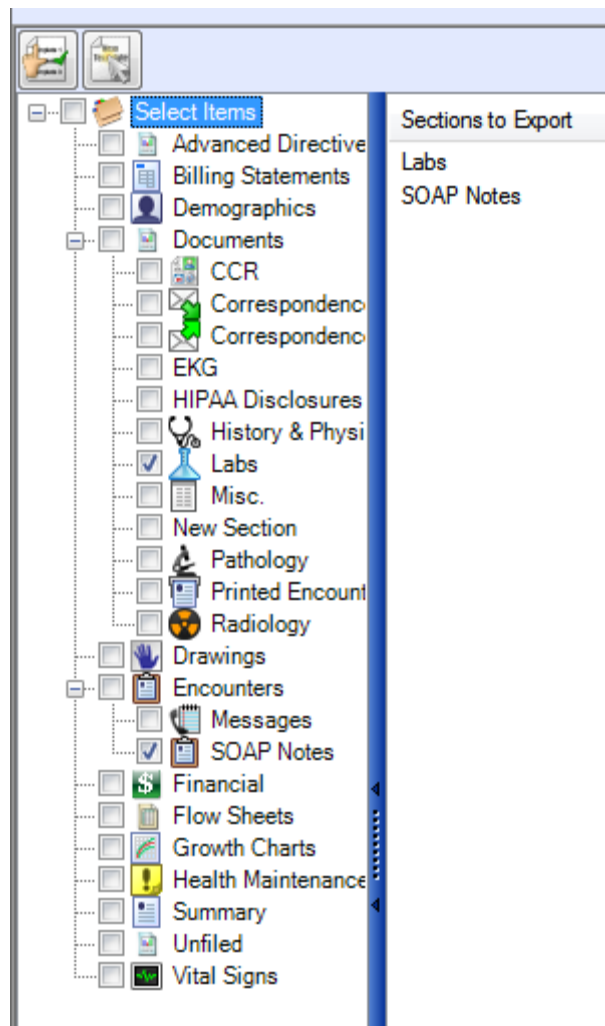 Select Items
Advanced Directive
Billing Statements
Demographics
Documents
CCR
Correspondenc
Correspondenc
EKG
HIPAA Disclosures
History & Physi
Labs
Misc.
New Section
Pathology
Printed Encount
Radiology
Drawings
Encounters
Messages
SOAP Notes
Financial
Flow Sheets
Growth Charts
Health Maintenance
Summary
Unfiled
Vital Signs
Sections to Export
Labs
SOAP Notes